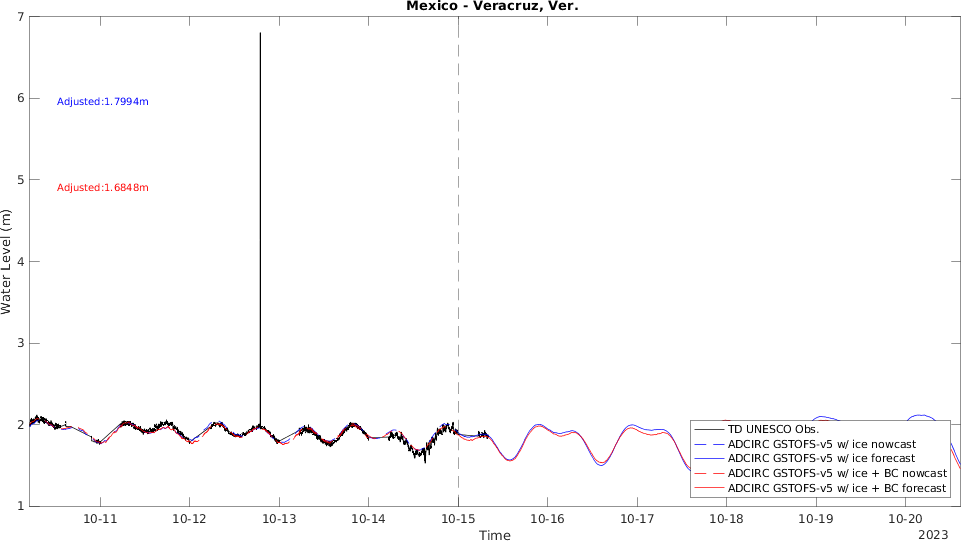 Mexico - Veracruz, Ver.
7
6
5
4
3
2
1
Water Level (m)
Adjusted:1.7994m
Adjusted:1.6848m
TD UNESCO Obs.
ADCIRC GSTOFS-v5 w/ ice nowcast
ADCIRC GSTOFS-v5 w/ ice forecast
ADCIRC GSTOFS-v5 w/ ice + BC nowcast
ADCIRC GSTOFS-v5 w/ ice + BC forecast
10-11 10-12 10-13 10-14 10-15 10-16 10-17 10-18 10-19 10-20
Time
2023